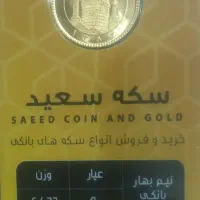 سکه سعید
SAEED COIN AND GOLD
خرید و فروش انواع سکه های بانکی
نیم بهار عیار وزن
بانکی